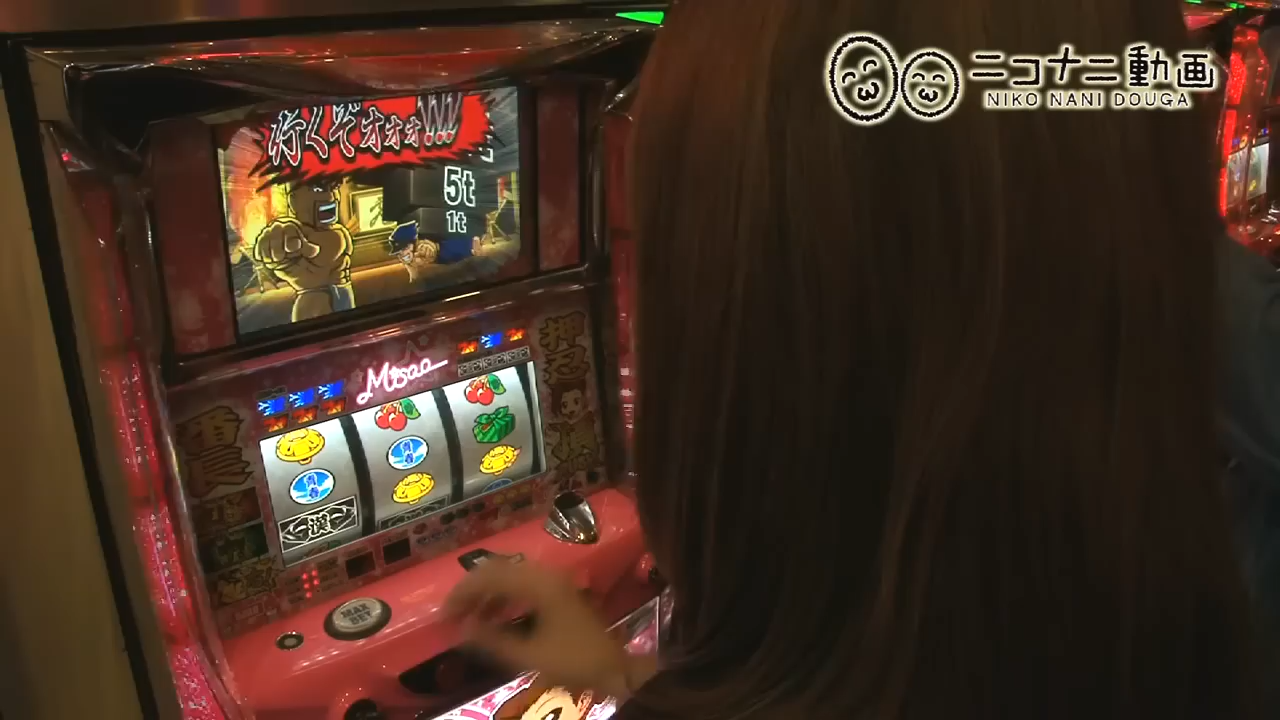 ニコナニ動画
NIKO NANI DOUGA
行くぞオォォ!!!
5t
1t
Misao
押忍
番長
漢
MAX
BET